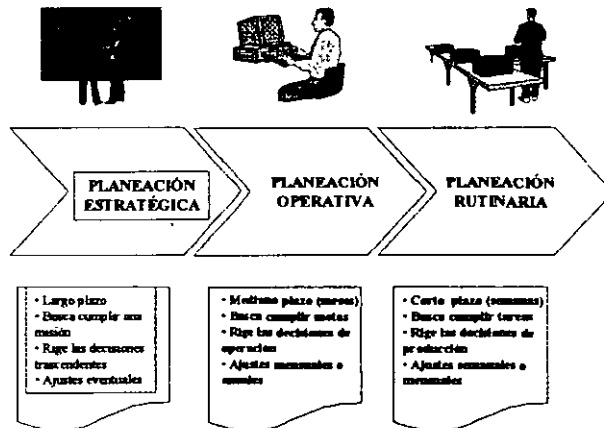 PLANEACIÓN
ESTRATÉGICA
PLANEACIÓN
OPERATIVA
PLANEACIÓN
RUTINARIA
• Largo plazo
• Busca cumplir una
misión
• Rige las decisiones
trascendentes
• Ajustes eventuales
• Mediano plazo (meses)
• Busca cumplir metas
• Rige las decisiones de
operación
• Ajustes mensuales o
anuales
• Corto plazo (semanas)
• Busca cumplir tareas
• Rige las decisiones de
producción
• Ajustes semanales o
mensuales